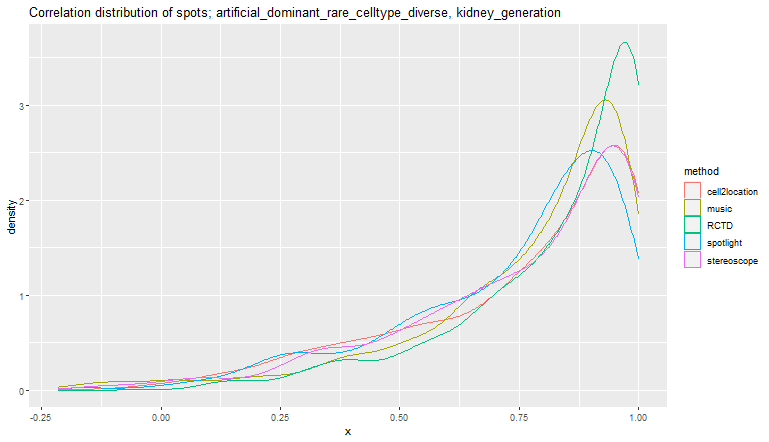 Correlation distribution of spots; artificial_dominant_rare_celltype_diverse, kidney_generation
density
3
2
1
0
-0.25
0.00
0.25
0.50
0.75
1.00
x
method
cell2location
music
RCTD
spotlight
stereoscope